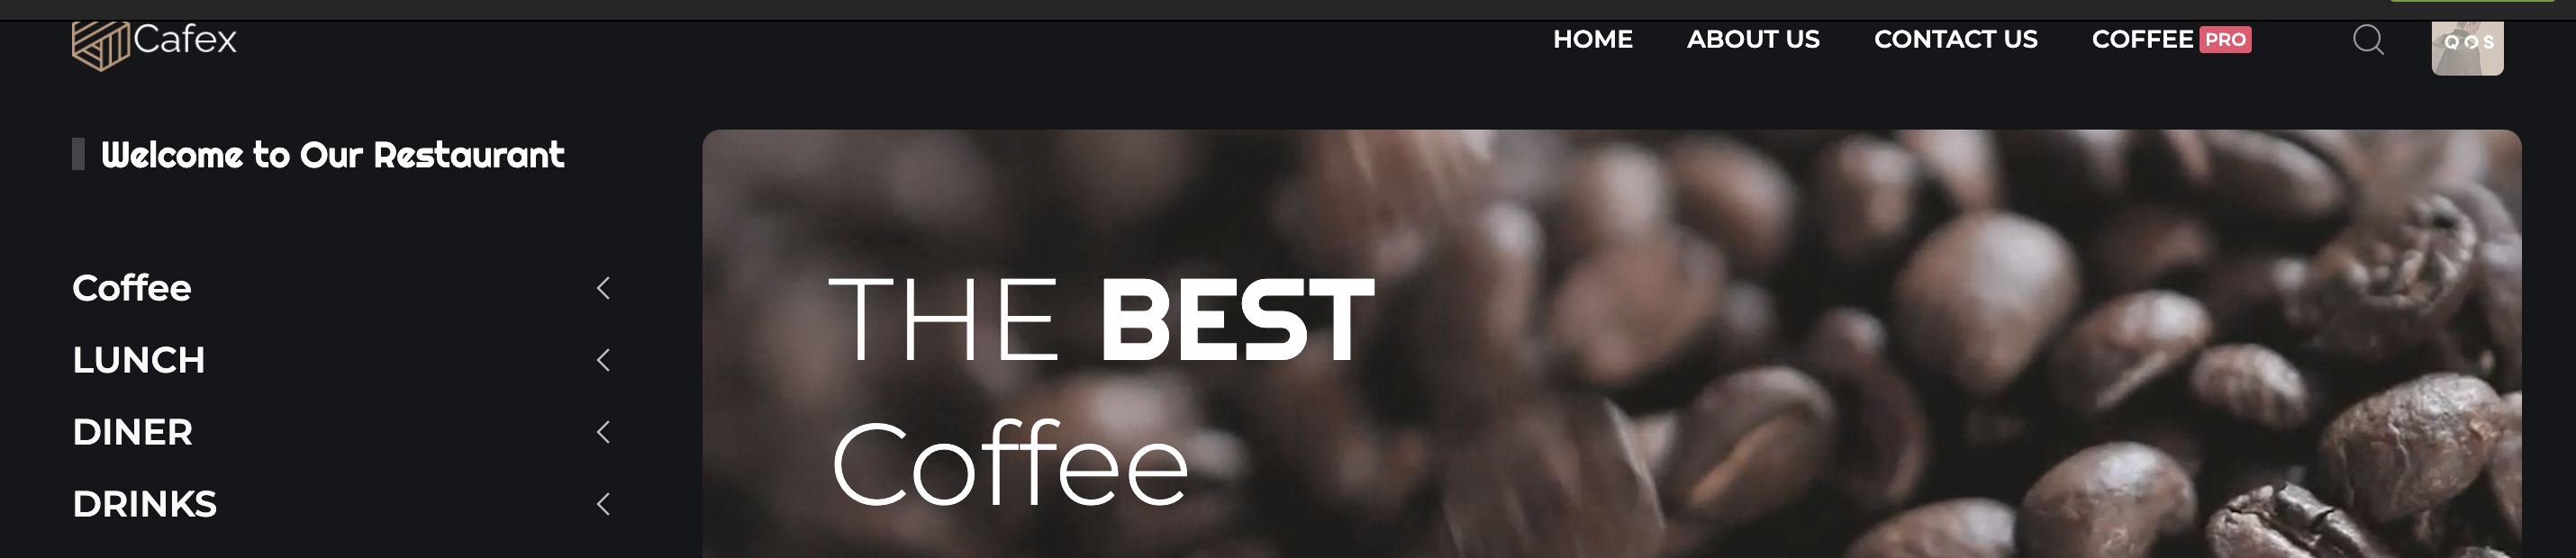 Cafex
HOME ABOUT US CONTACT US COFFEE PRO
QOS
Welcome to Our Restaurant
Coffee
LUNCH
DINER
DRINKS
THE BEST
Coffee